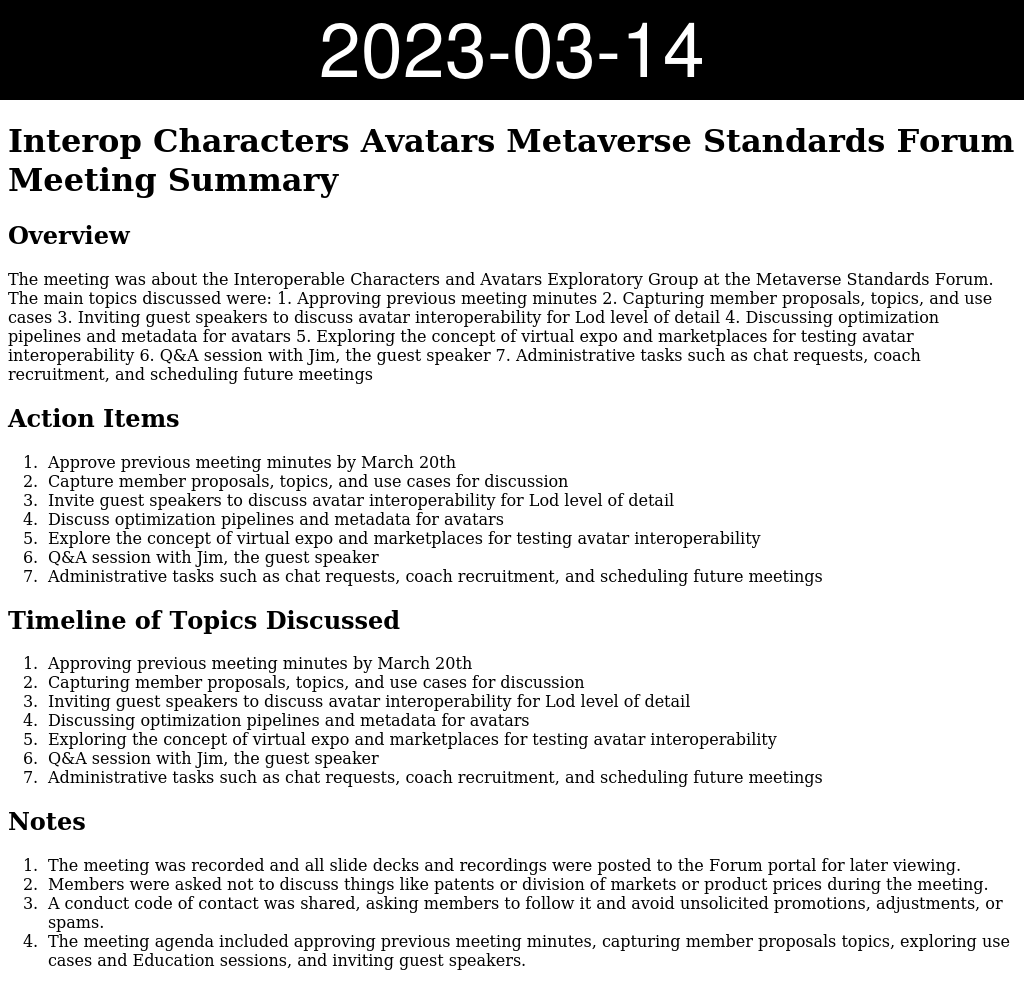 2023-03-14
Interop Characters Avatars Metaverse Standards Forum
Meeting Summary
Overview
The meeting was about the Interoperable Characters and Avatars Exploratory Group at the Metaverse Standards Forum.
The main topics discussed were: 1. Approving previous meeting minutes 2. Capturing member proposals, topics, and use
cases 3. Inviting guest speakers to discuss avatar interoperability for Lod level of detail 4. Discussing optimization
pipelines and metadata for avatars 5. Exploring the concept of virtual expo and marketplaces for testing avatar
interoperability 6. Q&A session with Jim, the guest speaker 7. Administrative tasks such as chat requests, coach
recruitment, and scheduling future meetings
Action Items
1. Approve previous meeting minutes by March 20th
2. Capture member proposals, topics, and use cases for discussion
3. Invite guest speakers to discuss avatar interoperability for Lod level of detail
4. Discuss optimization pipelines and metadata for avatars
5. Explore the concept of virtual expo and marketplaces for testing avatar interoperability
6. Q&A session with Jim, the guest speaker
7. Administrative tasks such as chat requests, coach recruitment, and scheduling future meetings
Timeline of Topics Discussed
1. Approving previous meeting minutes by March 20th
2. Capturing member proposals, topics, and use cases for discussion
3. Inviting guest speakers to discuss avatar interoperability for Lod level of detail
4. Discussing optimization pipelines and metadata for avatars
5. Exploring the concept of virtual expo and marketplaces for testing avatar interoperability
6. Q&A session with Jim, the guest speaker
7. Administrative tasks such as chat requests, coach recruitment, and scheduling future meetings
Notes
1. The meeting was recorded and all slide decks and recordings were posted to the Forum portal for later viewing.
2. Members were asked not to discuss things like patents or division of markets or product prices during the meeting.
3. A conduct code of contact was shared, asking members to follow it and avoid unsolicited promotions, adjustments, or
spams.
4. The meeting agenda included approving previous meeting minutes, capturing member proposals topics, exploring use
cases and Education sessions, and inviting guest speakers.